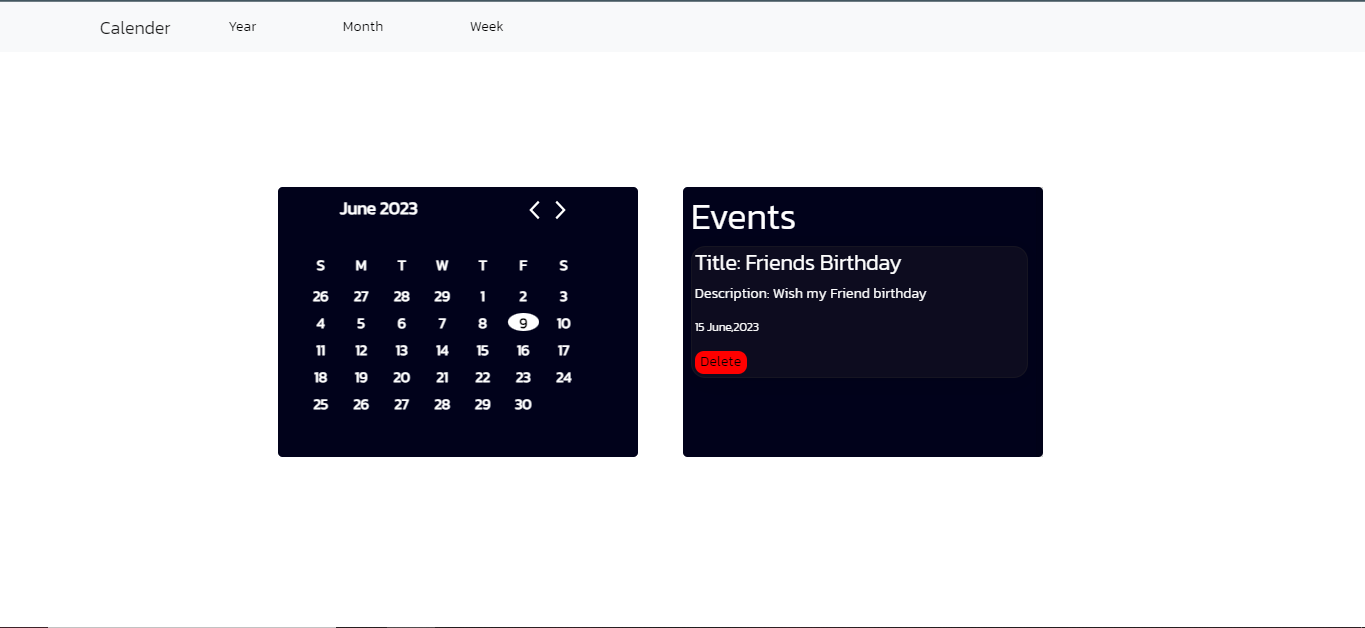 Calender Year Month Week
June 2023
S M T W T F S
26 27 28 29 1 2 3
4 5 6 7 8 9 10
11 12 13 14 15 16 17
18 19 20 21 22 23 24
25 26 27 28 29 30
Events
Title: Friends Birthday
Description: Wish my Friend birthday
15 June,2023
Delete